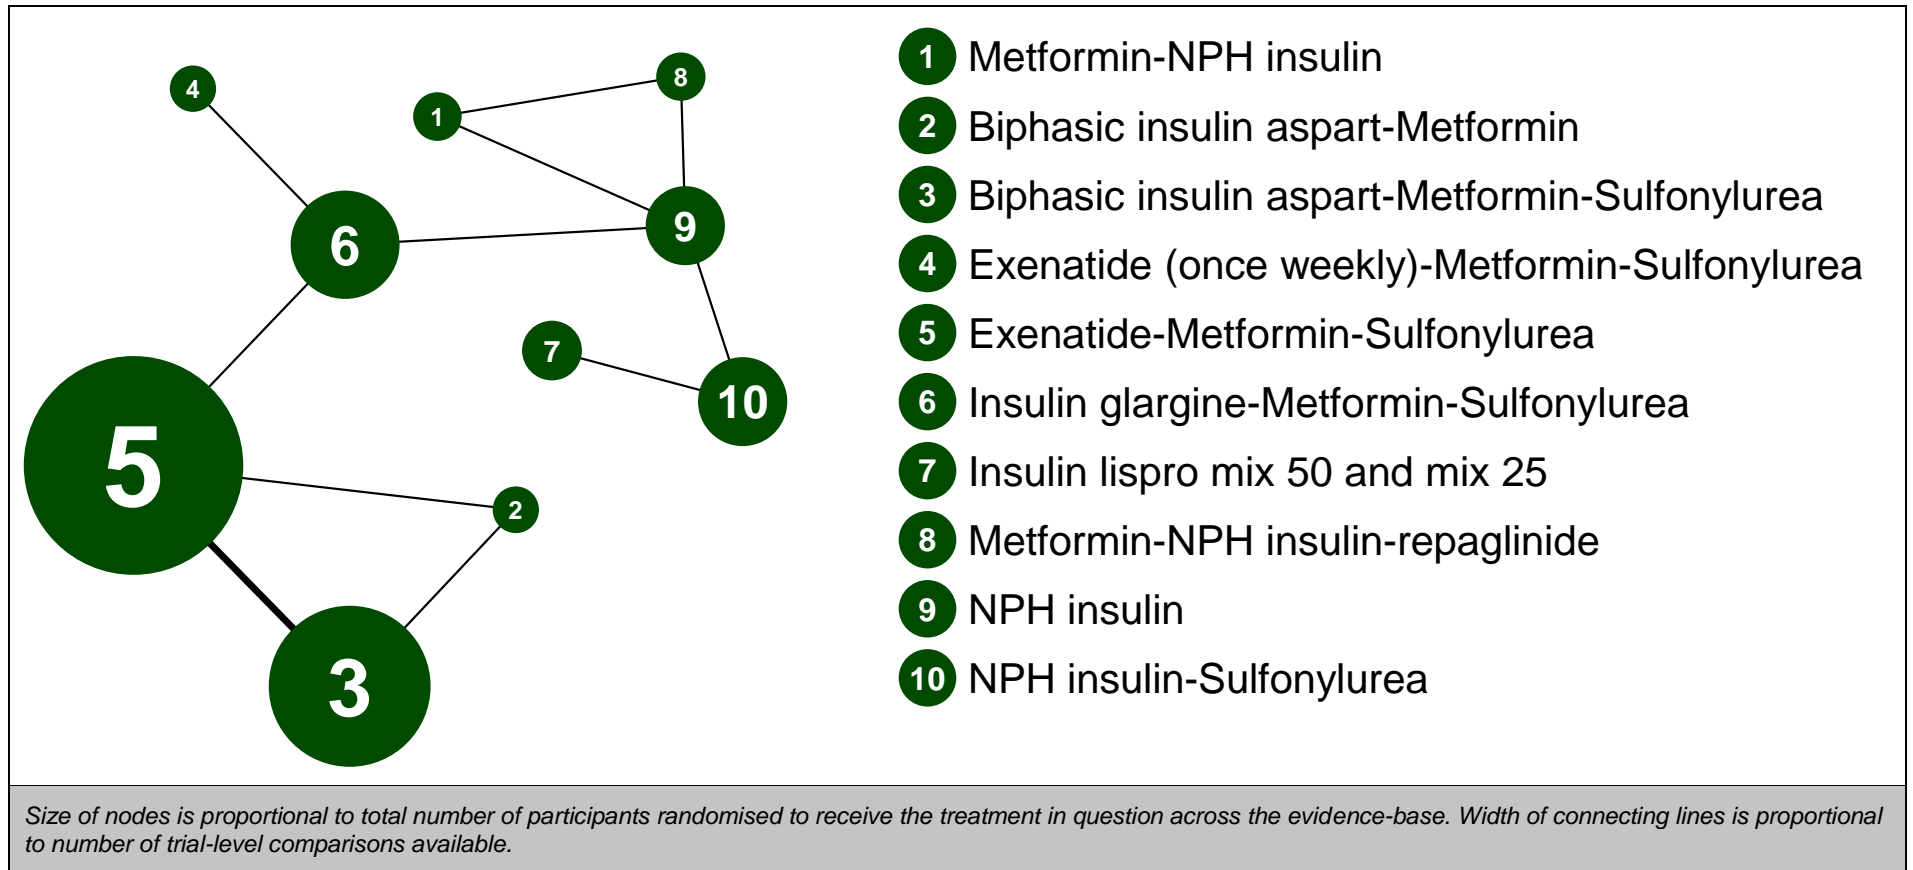 4
1
8
6
9
7
10
5
2
3
1 Metformin-NPH insulin
2 Biphasic insulin aspart-Metformin
3 Biphasic insulin aspart-Metformin-Sulfonylurea
4 Exenatide (once weekly)-Metformin-Sulfonylurea
5 Exenatide-Metformin-Sulfonylurea
6 Insulin glargine-Metformin-Sulfonylurea
7 Insulin lispro mix 50 and mix 25
8 Metformin-NPH insulin-repaglinide
9 NPH insulin
10 NPH insulin-Sulfonylurea
Size of nodes is proportional to total number of participants randomised to receive the treatment in question across the evidence-base. Width of connecting lines is proportional
to number of trial-level comparisons available.